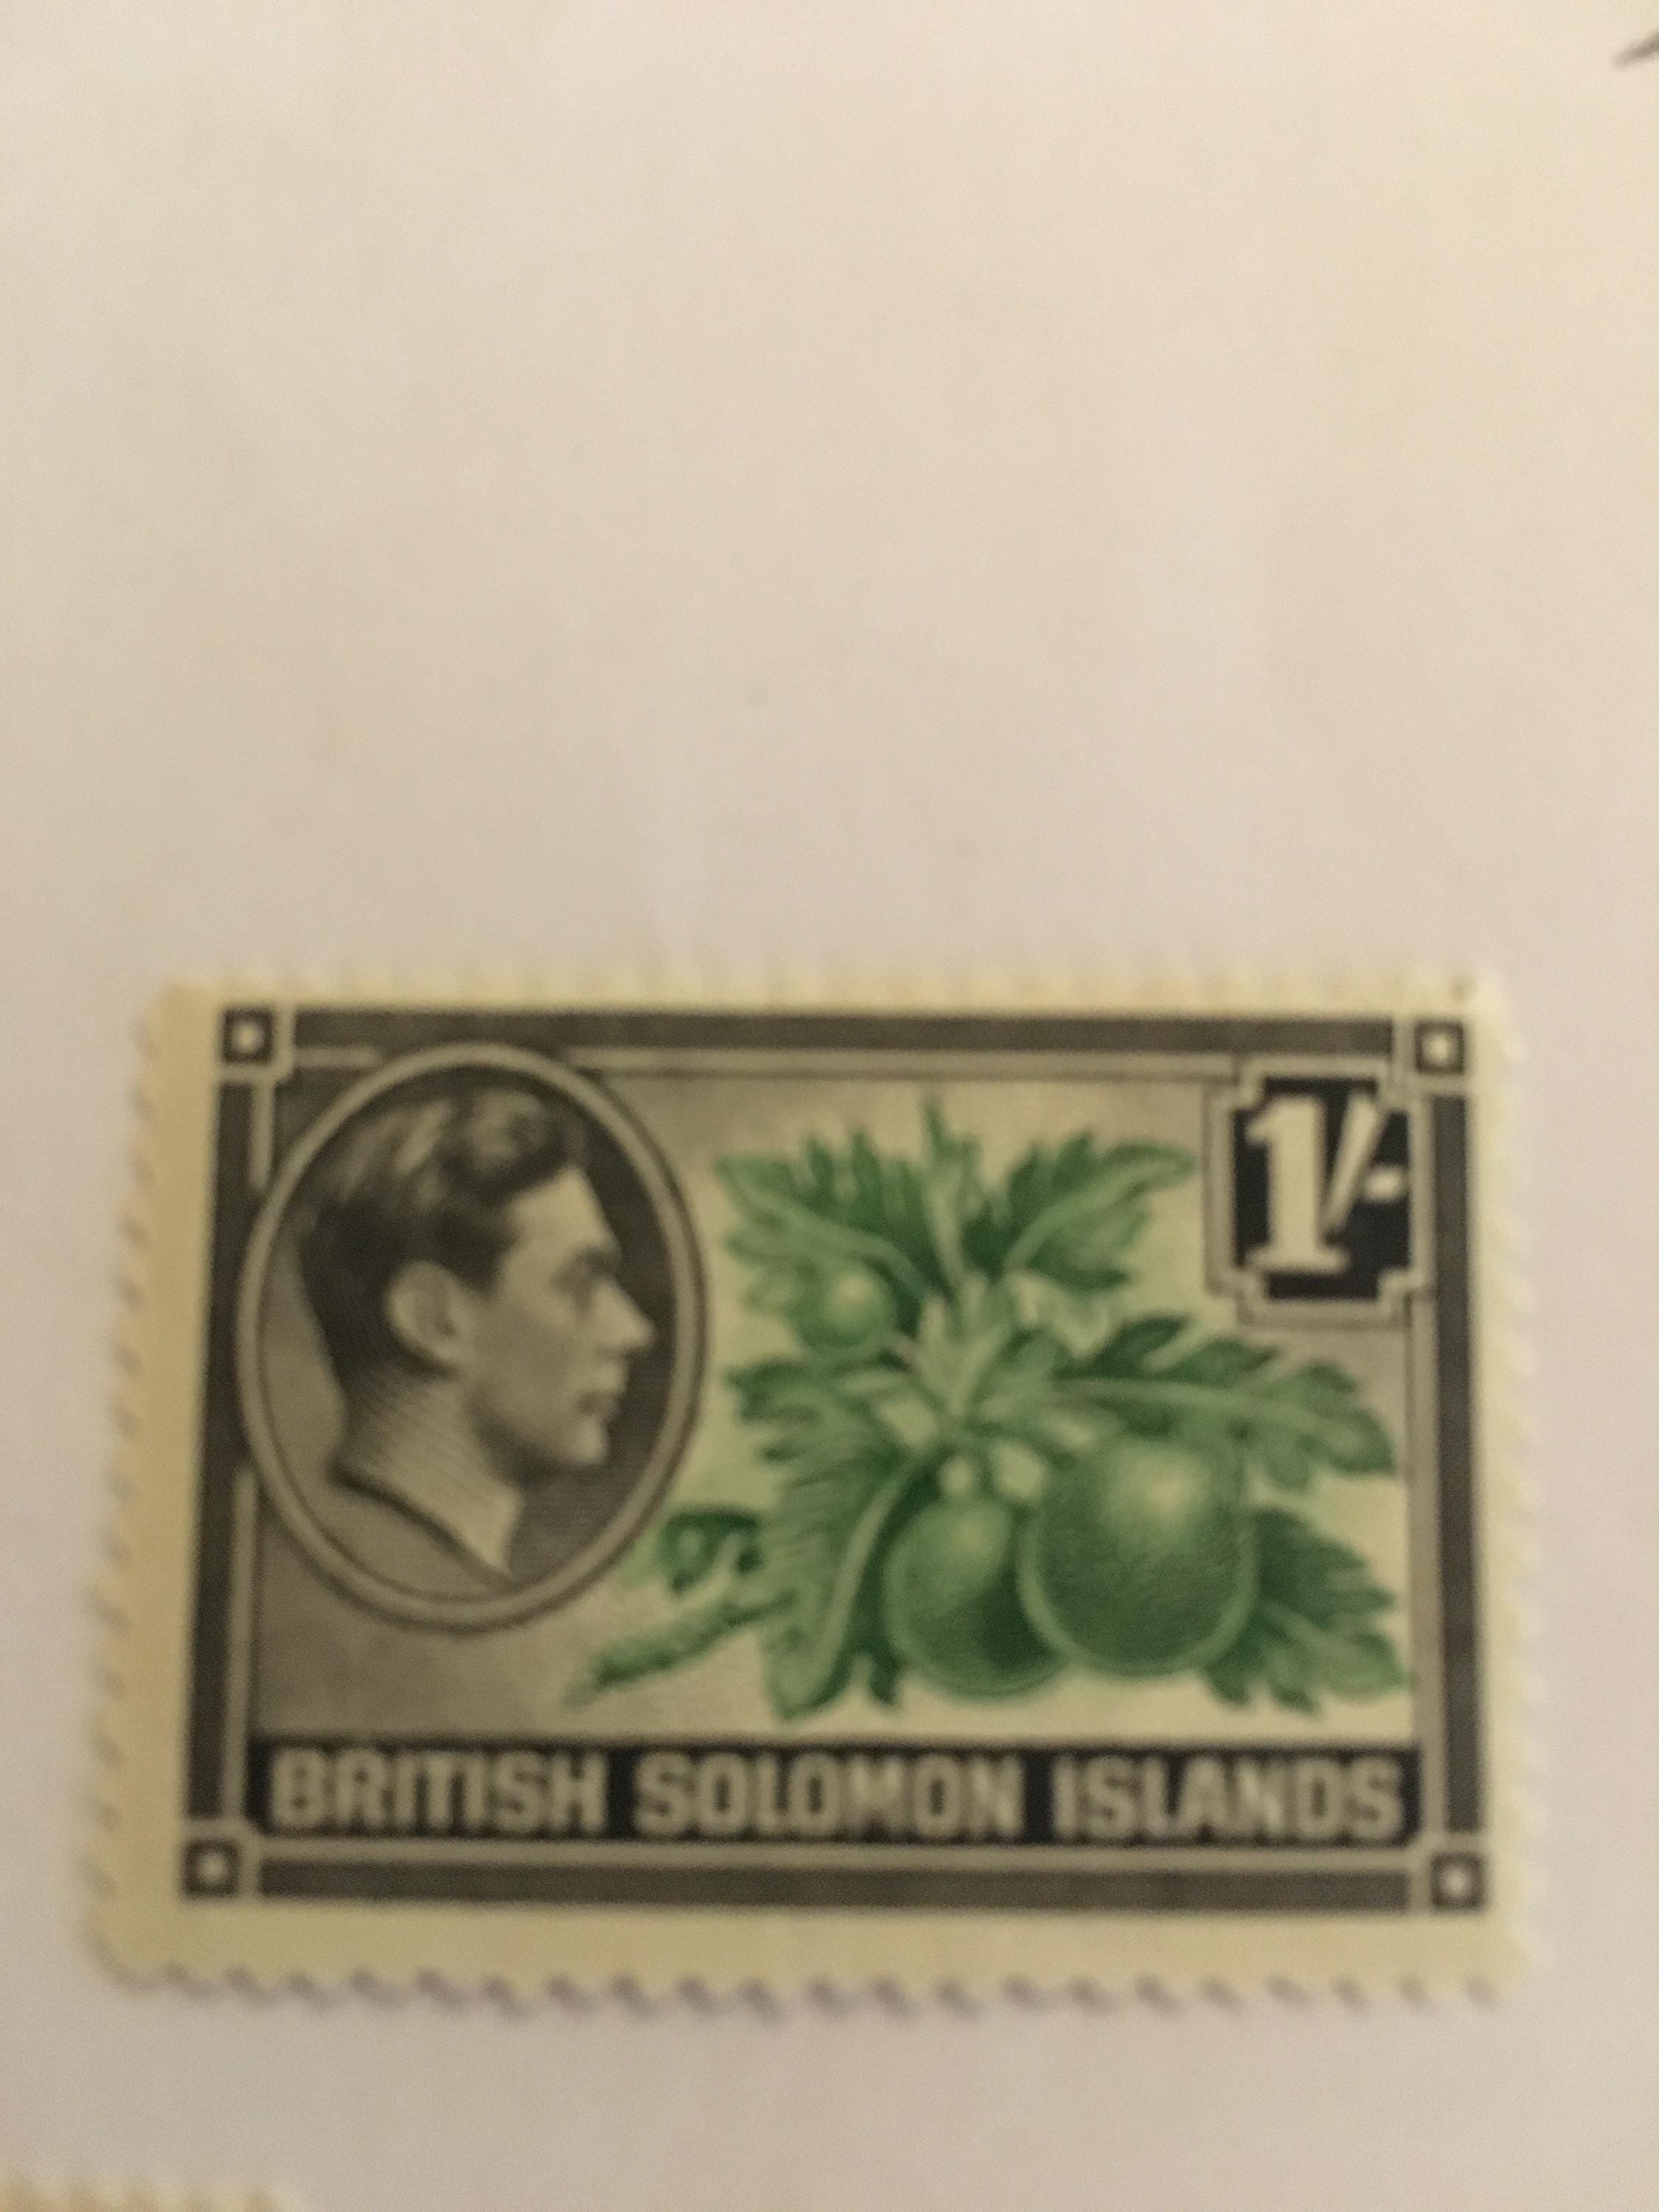 1/-
BRITISH SOLOMON ISLANDS